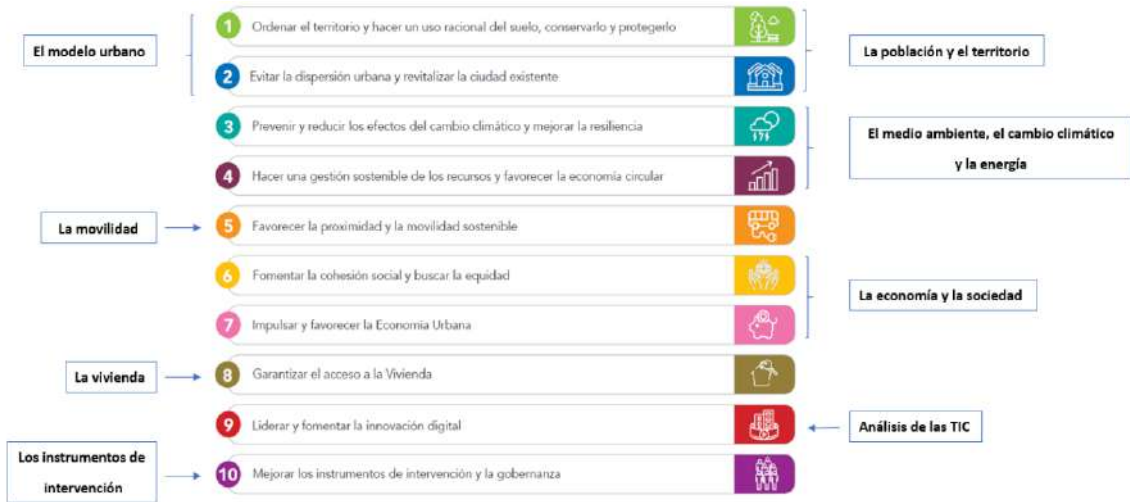 El modelo urbano
1 Ordenar el territorio y hacer un uso racional del suelo, conservarlo y protegerlo
2 Evitar la dispersión urbana y revitalizar la ciudad existente
La población y el territorio
3 Prevenir y reducir los efectos del cambio climático y mejorar la resiliencia
4 Hacer una gestión sostenible de los recursos y favorecer la economía circular
El medio ambiente, el cambio climático
y la energía
La movilidad
5 Favorecer la proximidad y la movilidad sostenible
6 Fomentar la cohesión social y buscar la equidad
7 Impulsar y favorecer la Economía Urbana
La economía y la sociedad
La vivienda
8 Garantizar el acceso a la Vivienda
9 Liderar y fomentar la innovación digital
Análisis de las TIC
Los instrumentos de
intervención
10 Mejorar los instrumentos de intervención y la gobernanza